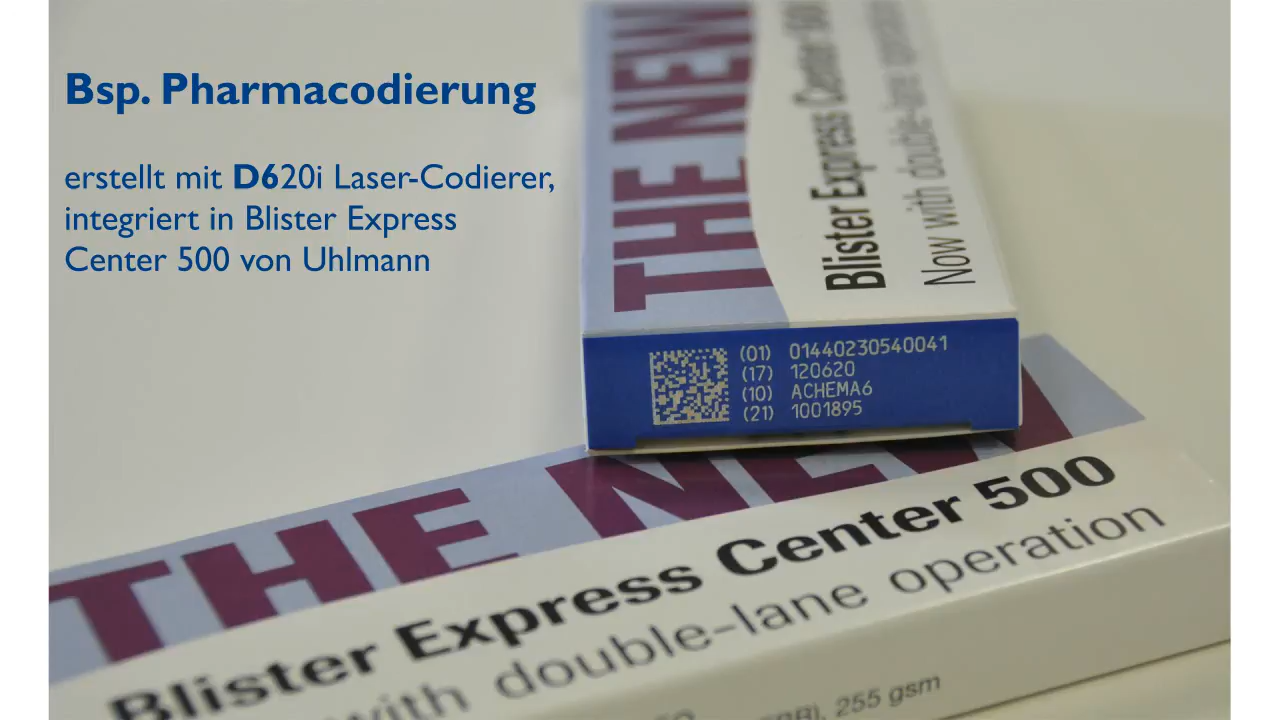 Bsp. Pharmacodierung
erstellt mit D620i Laser-Codierer,
integriert in Blister Express
Center 500 von Uhlmann
THE NEW
Blister Express Center 500
Now with double-lane operation
(01) 01440230540041
(17) 120620
(10) ACHEMA6
(21) 1001895
THE NEW
Blister Express Center 500
with double-lane operation
255 gsm